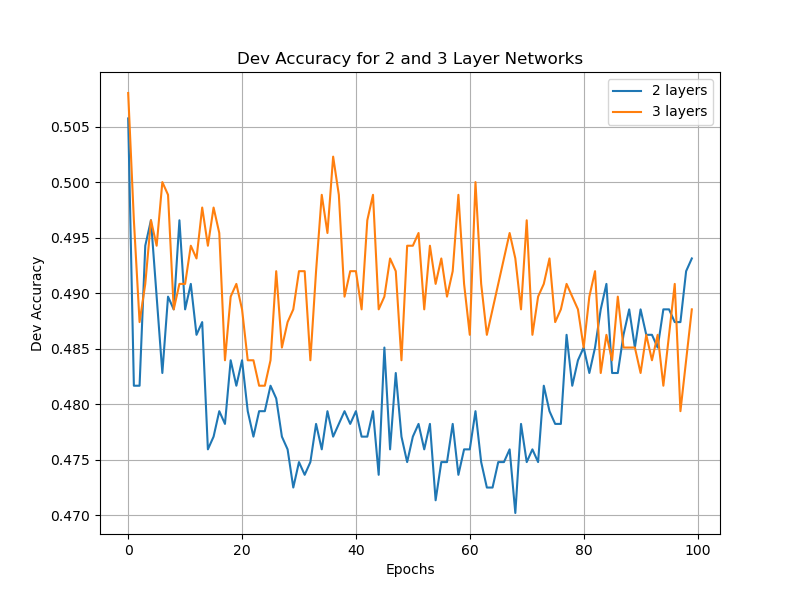 Dev Accuracy for 2 and 3 Layer Networks
2 layers
3 layers
0.505
0.500
0.495
0.490
0.485
0.480
0.475
0.470
Dev Accuracy
0
20
40
60
80
100
Epochs